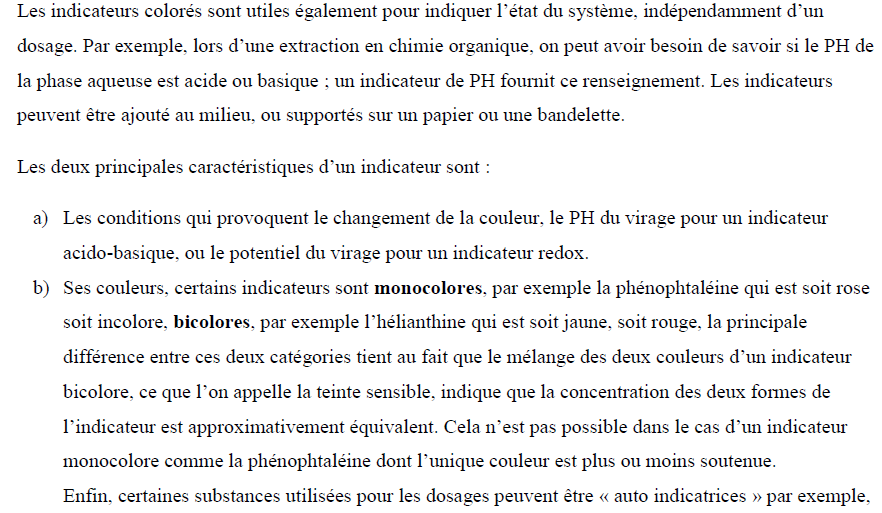 Les indicateurs colorés sont utiles également pour indiquer l’état du système, indépendamment d’un
dosage. Par exemple, lors d’une extraction en chimie organique, on peut avoir besoin de savoir si le PH de
la phase aqueuse est acide ou basique ; un indicateur de PH fournit ce renseignement. Les indicateurs
peuvent être ajouté au milieu, ou supportés sur un papier ou une bandelette.
Les deux principales caractéristiques d’un indicateur sont :
a) Les conditions qui provoquent le changement de la couleur, le PH du virage pour un indicateur
acido-basique, ou le potentiel du virage pour un indicateur redox.
b) Ses couleurs, certains indicateurs sont monocolores, par exemple la phénophtaléine qui est soit rose
soit incolore, bicolores, par exemple l’hélianthine qui est soit jaune, soit rouge, la principale
différence entre ces deux catégories tient au fait que le mélange des deux couleurs d’un indicateur
bicolore, ce que l’on appelle la teinte sensible, indique que la concentration des deux formes de
l’indicateur est approximativement équivalent. Cela n’est pas possible dans le cas d’un indicateur
monocolore comme la phénophtaléine dont l’unique couleur est plus ou moins soutenue.
Enfin, certaines substances utilisées pour les dosages peuvent être « auto indicatrices » par exemple,